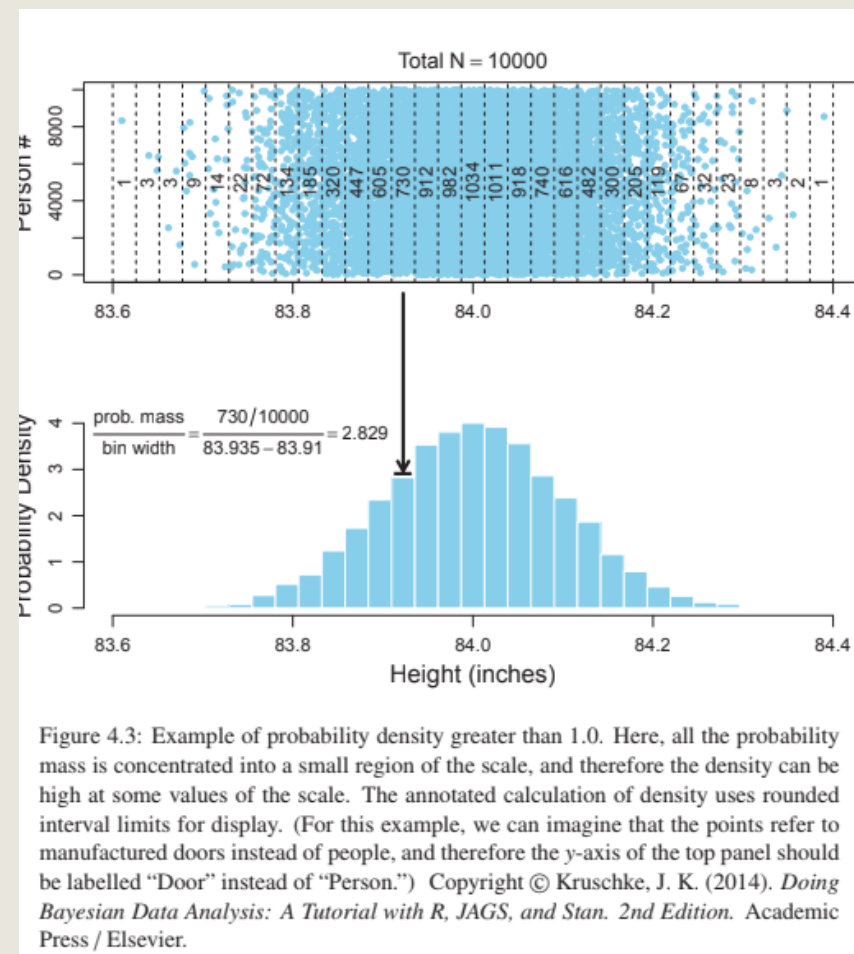 Total N = 10000
Person #
0 4000 8000
1 3 3 9 14 22 72 134 185 320 447 605 730 912 982 1034 1011 918 740 616 482 300 205 119 67 32 23 8 3 2 1
83.6 83.8 84.0 84.2 84.4
prob. mass / bin width = 730/10000 / 83.935 – 83.91 = 2.829
Probability Density
0 1 2 3 4
83.6 83.8 84.0 84.2 84.4
Height (inches)
Figure 4.3: Example of probability density greater than 1.0. Here, all the probability
mass is concentrated into a small region of the scale, and therefore the density can be
high at some values of the scale. The annotated calculation of density uses rounded
interval limits for display. (For this example, we can imagine that the points refer to
manufactured doors instead of people, and therefore the y-axis of the top panel should
be labelled “Door” instead of “Person.”) Copyright © Kruschke, J. K. (2014). Doing
Bayesian Data Analysis: A Tutorial with R, JAGS, and Stan. 2nd Edition. Academic
Press / Elsevier.